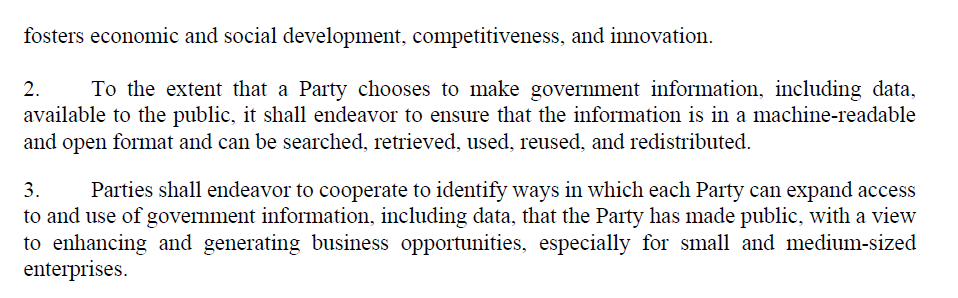 fosters economic and social development, competitiveness, and innovation.
2. To the extent that a Party chooses to make government information, including data,
available to the public, it shall endeavor to ensure that the information is in a machine-readable
and open format and can be searched, retrieved, used, reused, and redistributed.
3. Parties shall endeavor to cooperate to identify ways in which each Party can expand access
to and use of government information, including data, that the Party has made public, with a view
to enhancing and generating business opportunities, especially for small and medium-sized
enterprises.